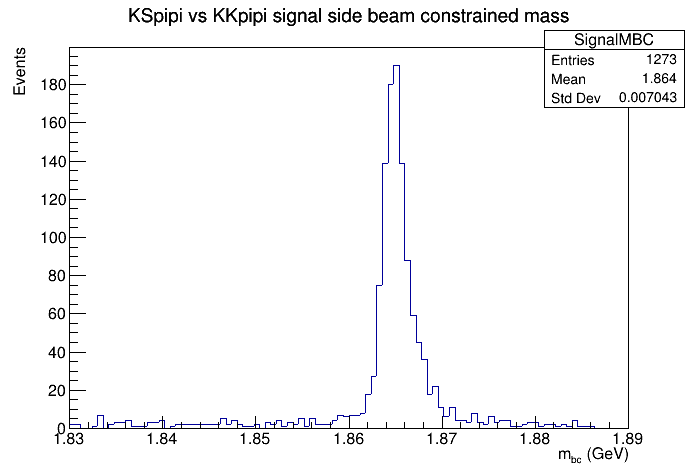 KSpipi vs KKpipi signal side beam constrained mass
SignalMBC
Entries 1273
Mean 1.864
Std Dev 0.007043
Events
180
160
140
120
100
80
60
40
20
0
1.83 1.84 1.85 1.86 1.87 1.88 1.89
m_bc (GeV)